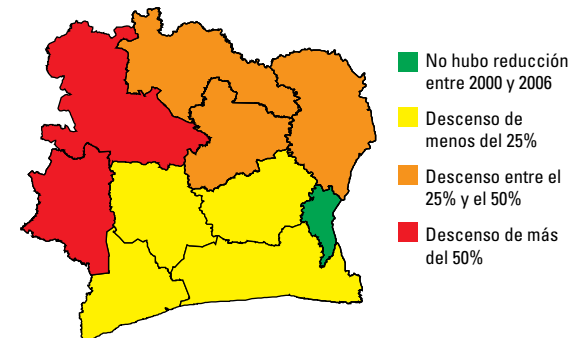 No hubo reducción
entre 2000 y 2006
Descenso de
menos del 25%
Descenso entre el
25% y el 50%
Descenso de más
del 50%